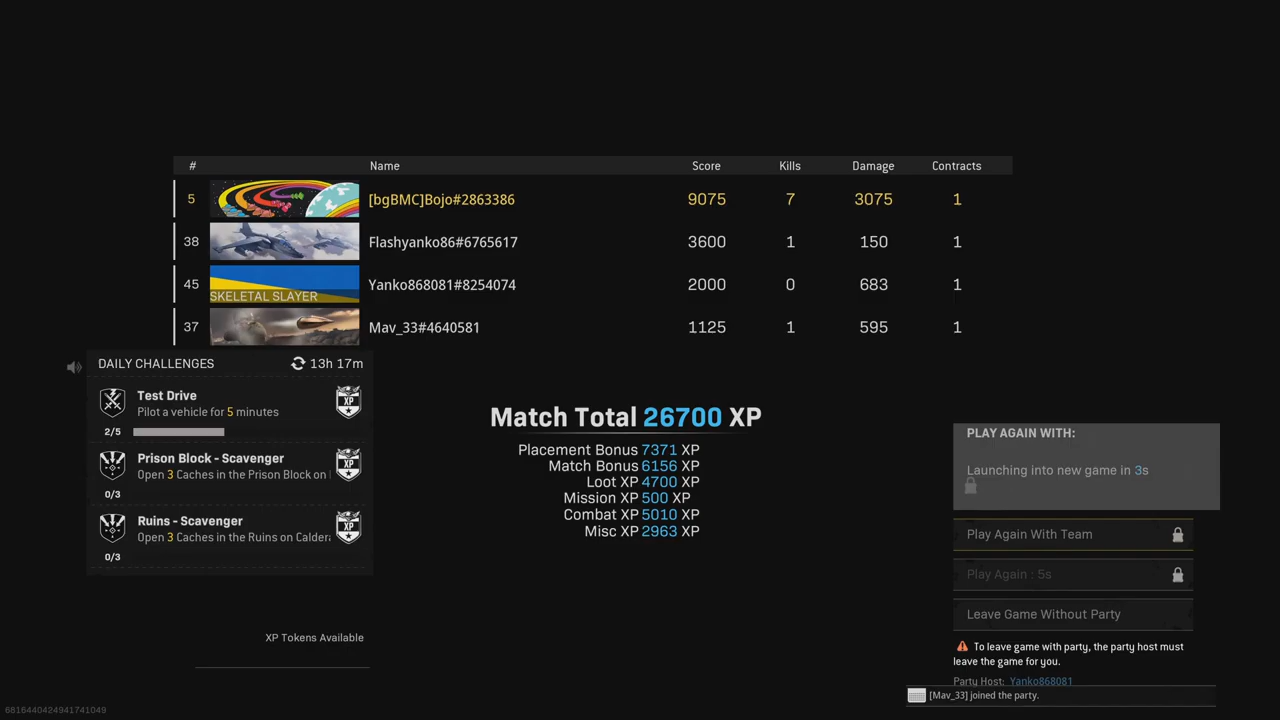 # Name Score Kills Damage Contracts
5 [bgBMC]Bojo#2863386 9075 7 3075 1
38 Flashyanko86#6765617 3600 1 150 1
45 SKELETAL SLAYER Yanko868081#8254074 2000 0 683 1
37 Mav_33#4640581 1125 1 595 1
DAILY CHALLENGES 13h 17m
Test Drive
Pilot a vehicle for 5 minutes
XP
2/5
Prison Block - Scavenger
Open 3 Caches in the Prison Block on
XP
0/3
Ruins - Scavenger
Open 3 Caches in the Ruins on Caldera
XP
0/3
XP Tokens Available
Match Total 26700 XP
Placement Bonus 7371 XP
Match Bonus 6156 XP
Loot XP 4700 XP
Mission XP 500 XP
Combat XP 5010 XP
Misc XP 2963 XP
PLAY AGAIN WITH:
Launching into new game in 3s
Play Again With Team
Play Again : 5s
Leave Game Without Party
To leave game with party, the party host must
leave the game for you.
Party Host: Yanko868081
[Mav_33] joined the party.
6816440424941741049